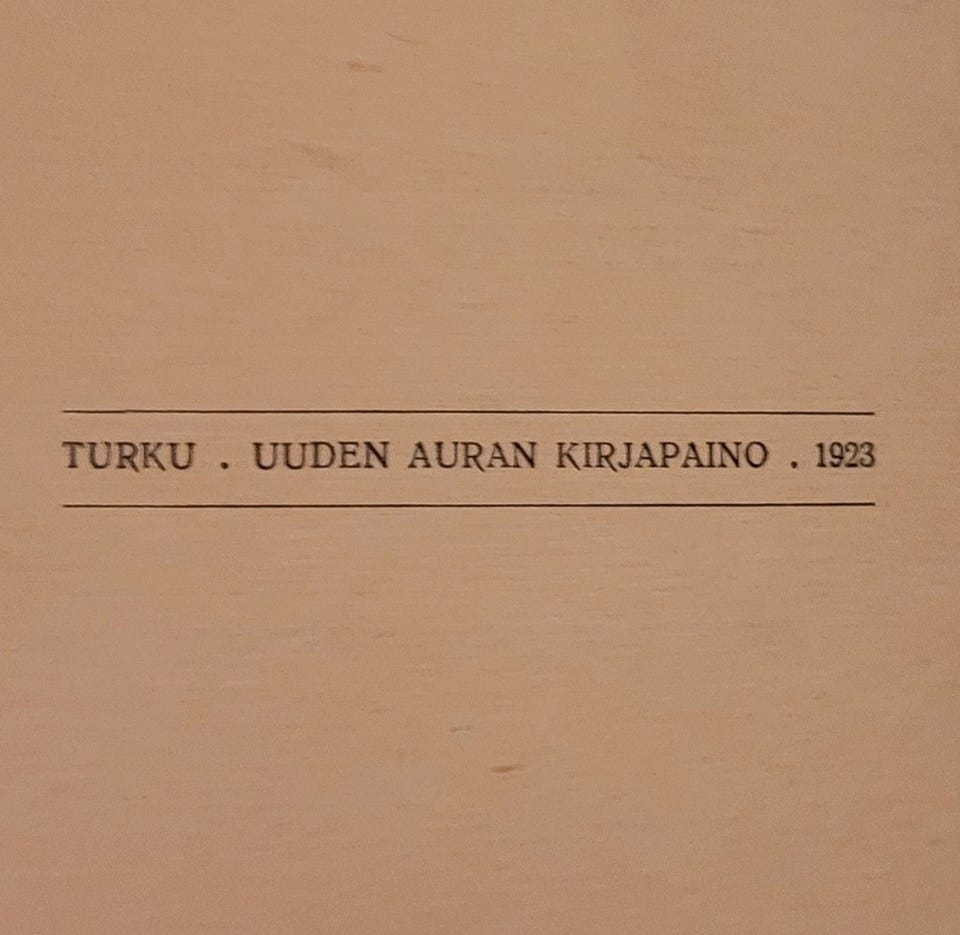 TURKU . UUDEN AURAN KIRJAPAINO . 1923